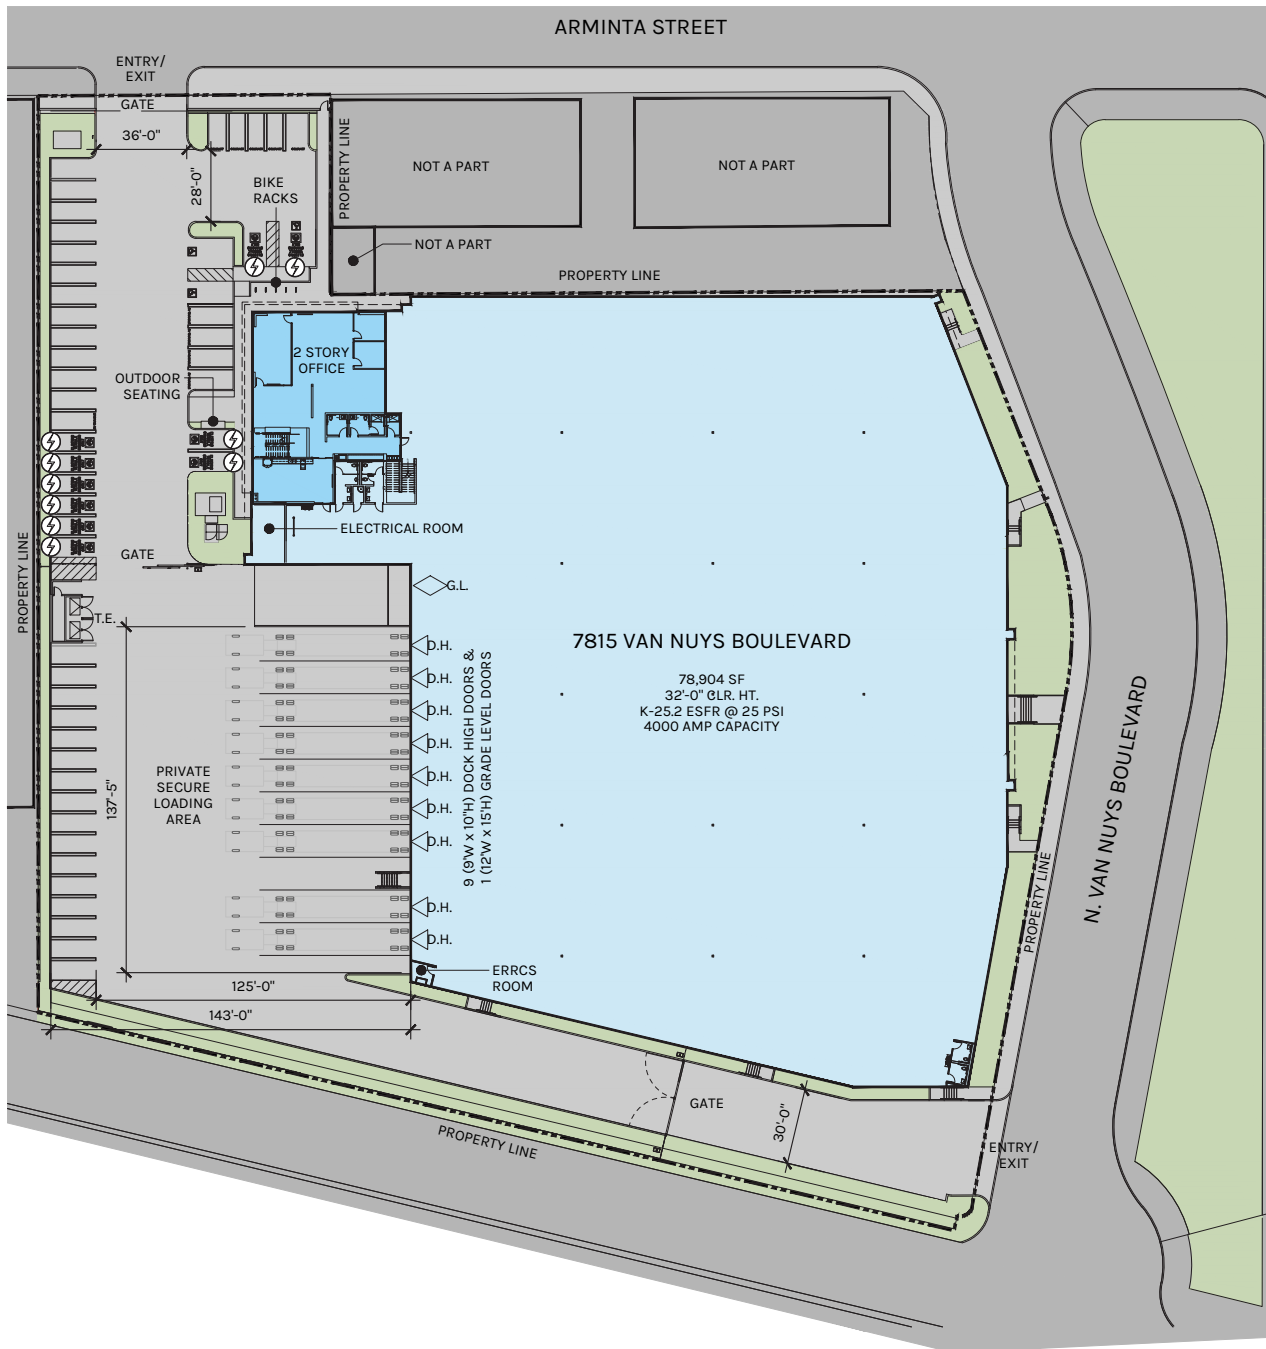 ARMINTA STREET
ENTRY/
EXIT
GATE
36'-0"
28'-0"
BIKE
RACKS
PROPERTY LINE
NOT A PART
NOT A PART
NOT A PART
PROPERTY LINE
2 STORY
OFFICE
OUTDOOR
SEATING
ELECTRICAL ROOM
GATE
PROPERTY LINE
G.L.
T.E.
D.H.
D.H.
D.H.
D.H.
D.H.
D.H.
D.H.
D.H.
D.H.
9 (9'W x 10"H) DOCK HIGH DOORS &
1 (12'W x 15'H) GRADE LEVEL DOORS
7815 VAN NUYS BOULEVARD
78,904 SF
32'-0" CLR. HT.
K-25.2 ESFR @ 25 PSI
4000 AMP CAPACITY
PRIVATE
SECURE
LOADING
AREA
137'-5"
N. VAN NUYS BOULEVARD
PROPERTY LINE
ERRCS
ROOM
125'-0"
143'-0"
GATE
30'-0"
PROPERTY LINE
ENTRY/
EXIT